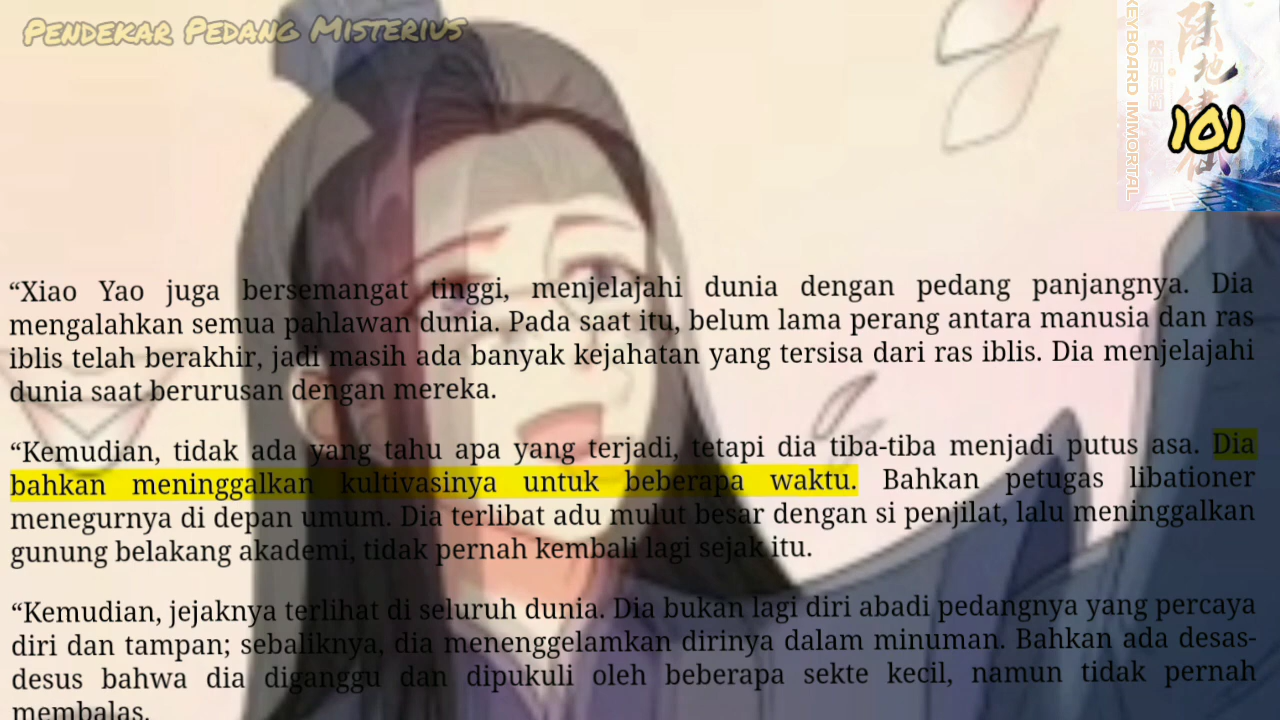 Pendekar Pedang Misterius
KEYBOARD IMMORTAL
101
“Xiao Yao juga bersemangat tinggi, menjelajahi dunia dengan pedang panjangnya. Dia
mengalahkan semua pahlawan dunia. Pada saat itu, belum lama perang antara manusia dan ras
iblis telah berakhir, jadi masih ada banyak kejahatan yang tersisa dari ras iblis. Dia menjelajahi
dunia saat berurusan dengan mereka.
“Kemudian, tidak ada yang tahu apa yang terjadi, tetapi dia tiba-tiba menjadi putus asa. Dia
bahkan meninggalkan kultivasinya untuk beberapa waktu. Bahkan petugas libationer
menegurnya di depan umum. Dia terlibat adu mulut besar dengan si penjilat, lalu meninggalkan
gunung belakang akademi, tidak pernah kembali lagi sejak itu.
“Kemudian, jejaknya terlihat di seluruh dunia. Dia bukan lagi diri abadi pedangnya yang percaya
diri dan tampan; sebaliknya, dia menenggelamkan dirinya dalam minuman. Bahkan ada desas-
desus bahwa dia diganggu dan dipukuli oleh beberapa sekte kecil, namun tidak pernah
membalas.